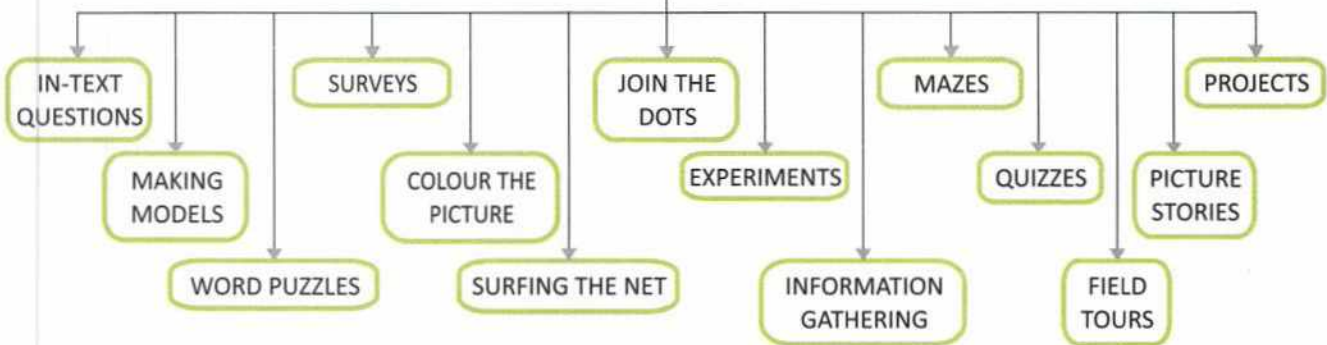 IN-TEXT
QUESTIONS
MAKING
MODELS
WORD PUZZLES
SURVEYS
COLOUR THE
PICTURE
SURFING THE NET
JOIN THE
DOTS
EXPERIMENTS
INFORMATION
GATHERING
MAZES
QUIZZES
FIELD
TOURS
PICTURE
STORIES
PROJECTS